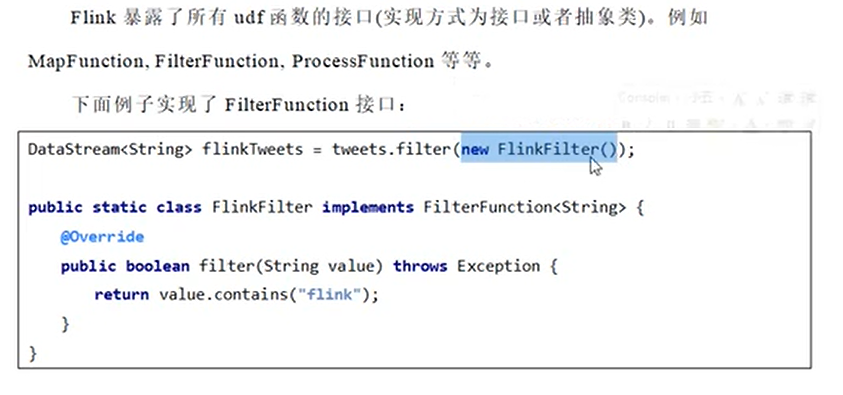 Flink 暴露了所有 udf 函数的接口(实现方式为接口或者抽象类)。例如
MapFunction, FilterFunction, ProcessFunction 等等。
下面例子实现了 FilterFunction 接口：
DataStream<String> flinkTweets = tweets.filter(new FlinkFilter());
public static class FlinkFilter implements FilterFunction<String> {
@Override
public boolean filter(String value) throws Exception {
return value.contains("flink");
}
}